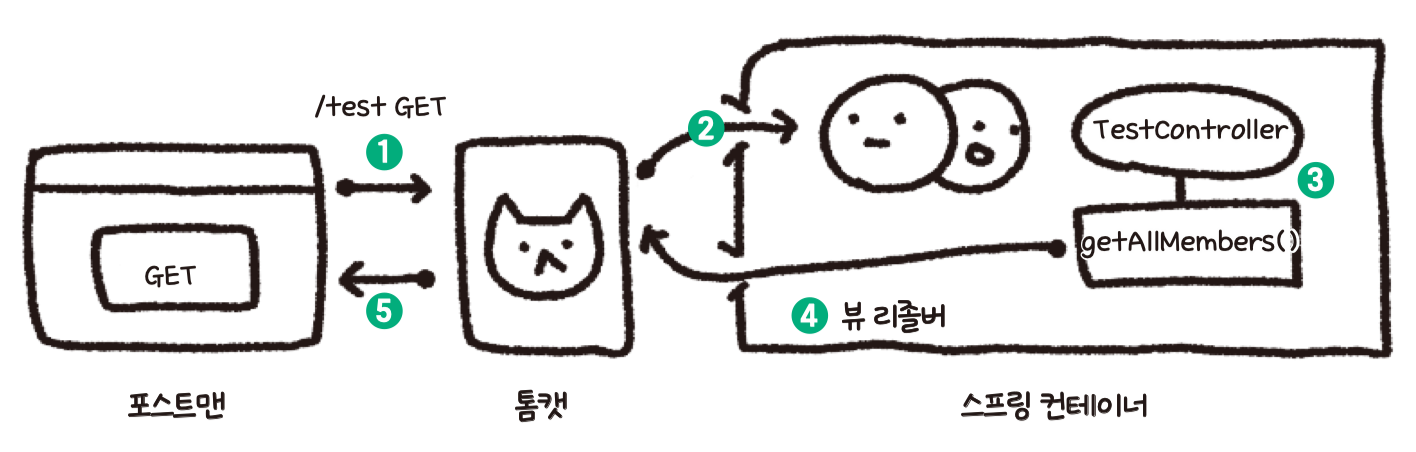 /test GET
1
2
TestController
3
getAllMembers()
GET
5
4 뷰 리졸버
포스트맨
톰캣
스프링 컨테이너